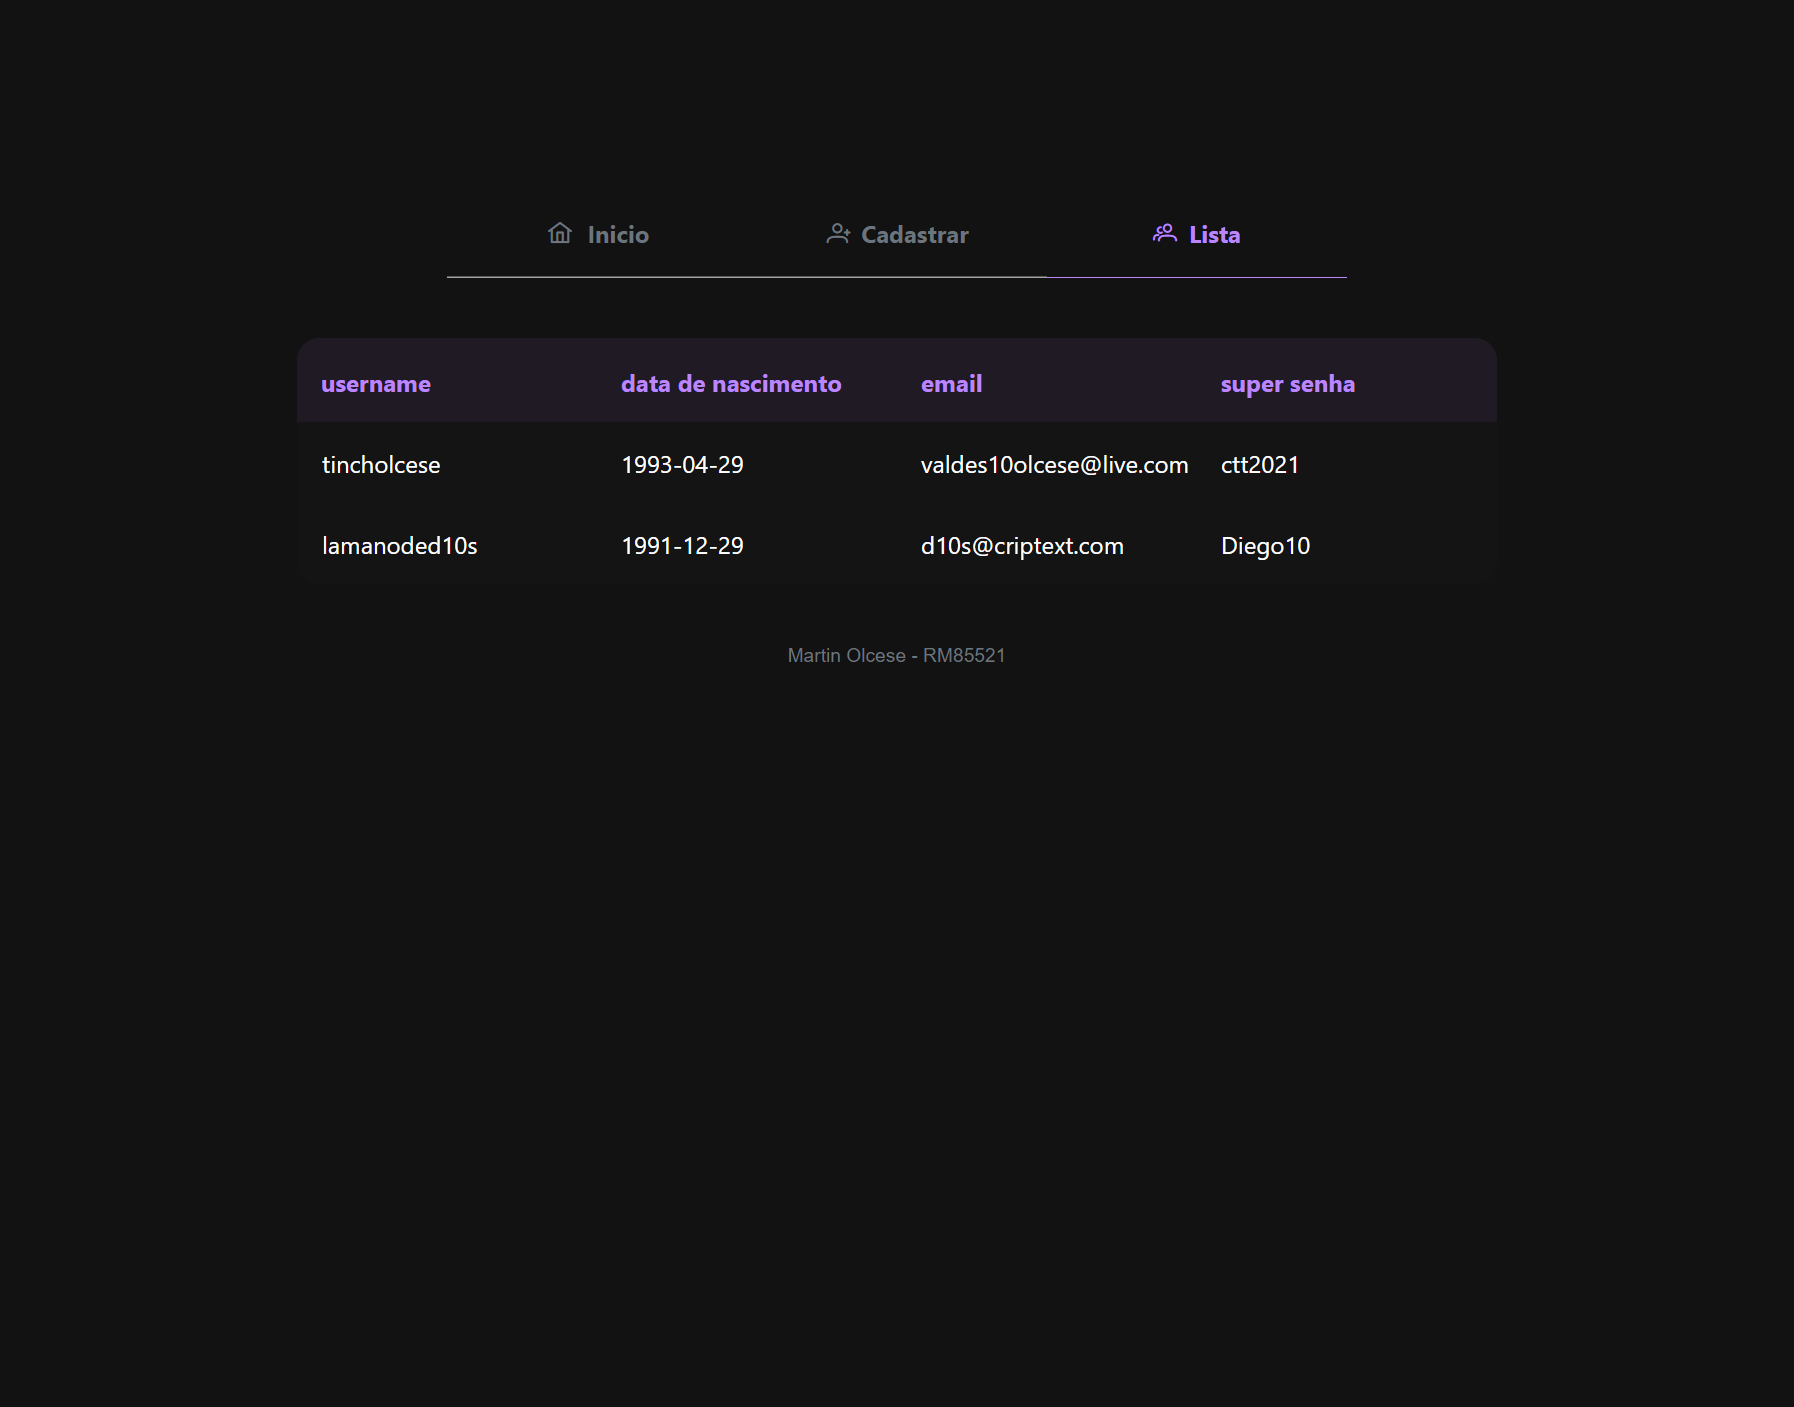 Inicio Cadastrar Lista
username data de nascimento email super senha
tincholcese 1993-04-29 valdes10olcese@live.com ctt2021
lamanoded10s 1991-12-29 d10s@criptext.com Diego10
Martin Olcese - RM85521